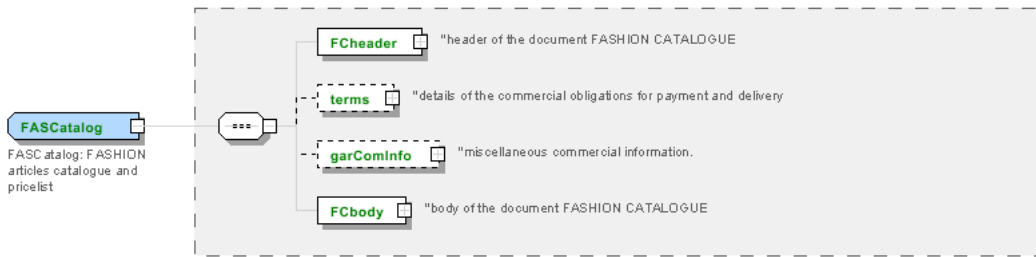 FCheader
"header of the document FASHION CATALOGUE
terms
"details of the commercial obligations for payment and delivery
FASCatalog
FASCatalog: FASHION
articles catalogue and
pricelist
garComInfo
"miscellaneous commercial information.
FCbody
"body of the document FASHION CATALOGUE